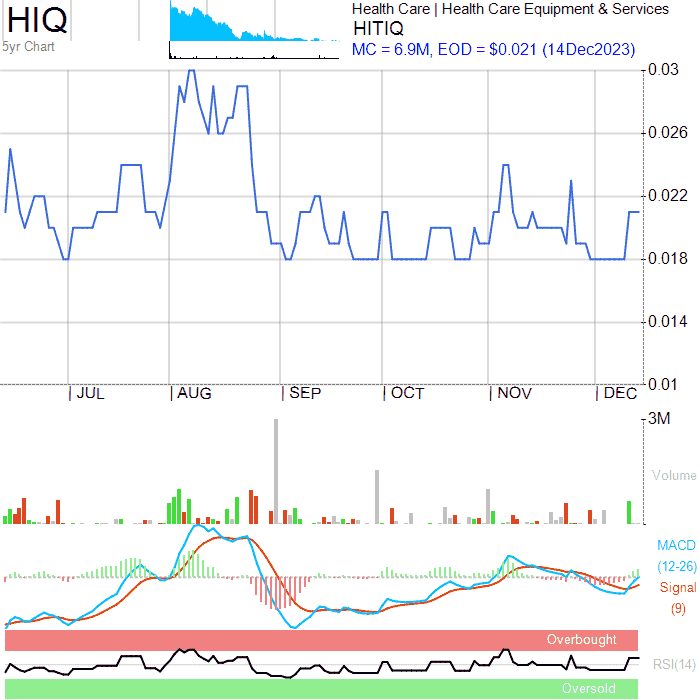 HIQ
5yr Chart
Health Care | Health Care Equipment & Services
HITIQ
MC = 6.9M, EOD = $0.021 (14Dec2023)
0.03
0.026
0.022
0.018
0.014
0.01
JUL AUG SEP OCT NOV DEC
3M
Volume
MACD
(12-26)
Signal
(9)
Overbought
RSI(14)
Oversold